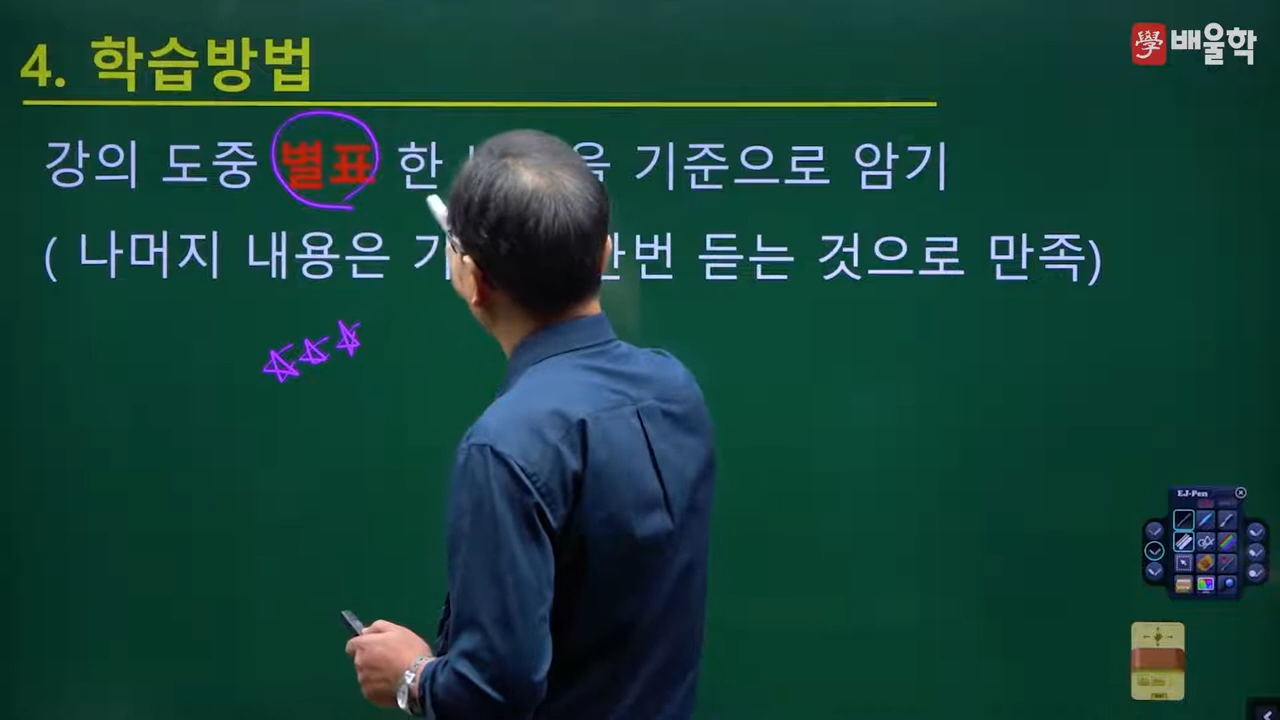 4. 학습방법
學 배울학
강의 도중 별표 한 기준으로 암기
( 나머지 내용은 듣는 것으로 만족)
EJ-Pen